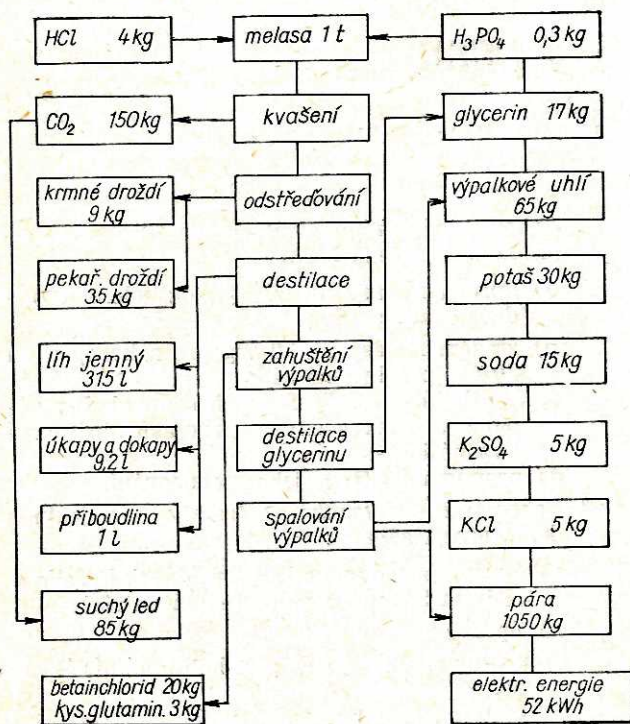 HCl 4 kg
melasa 1 t
H₃PO₄ 0,3 kg
CO₂ 150 kg
kvašení
glycerin 17 kg
krmné droždí
9 kg
odstřeďování
výpalkové uhlí
65 kg
pekař. droždí
35 kg
destilace
potaš 30 kg
líh jemný
315 l
zahuštění
výpalků
soda 15 kg
úkapy a dokapy
9,2 l
destilace
glycerinu
K₂SO₄ 5 kg
přiboudlina
1 l
spalování
výpalků
KCl 5 kg
suchý led
85 kg
pára
1050 kg
betainchlorid 20 kg
kys. glutamin. 3 kg
elektr. energie
52 kWh